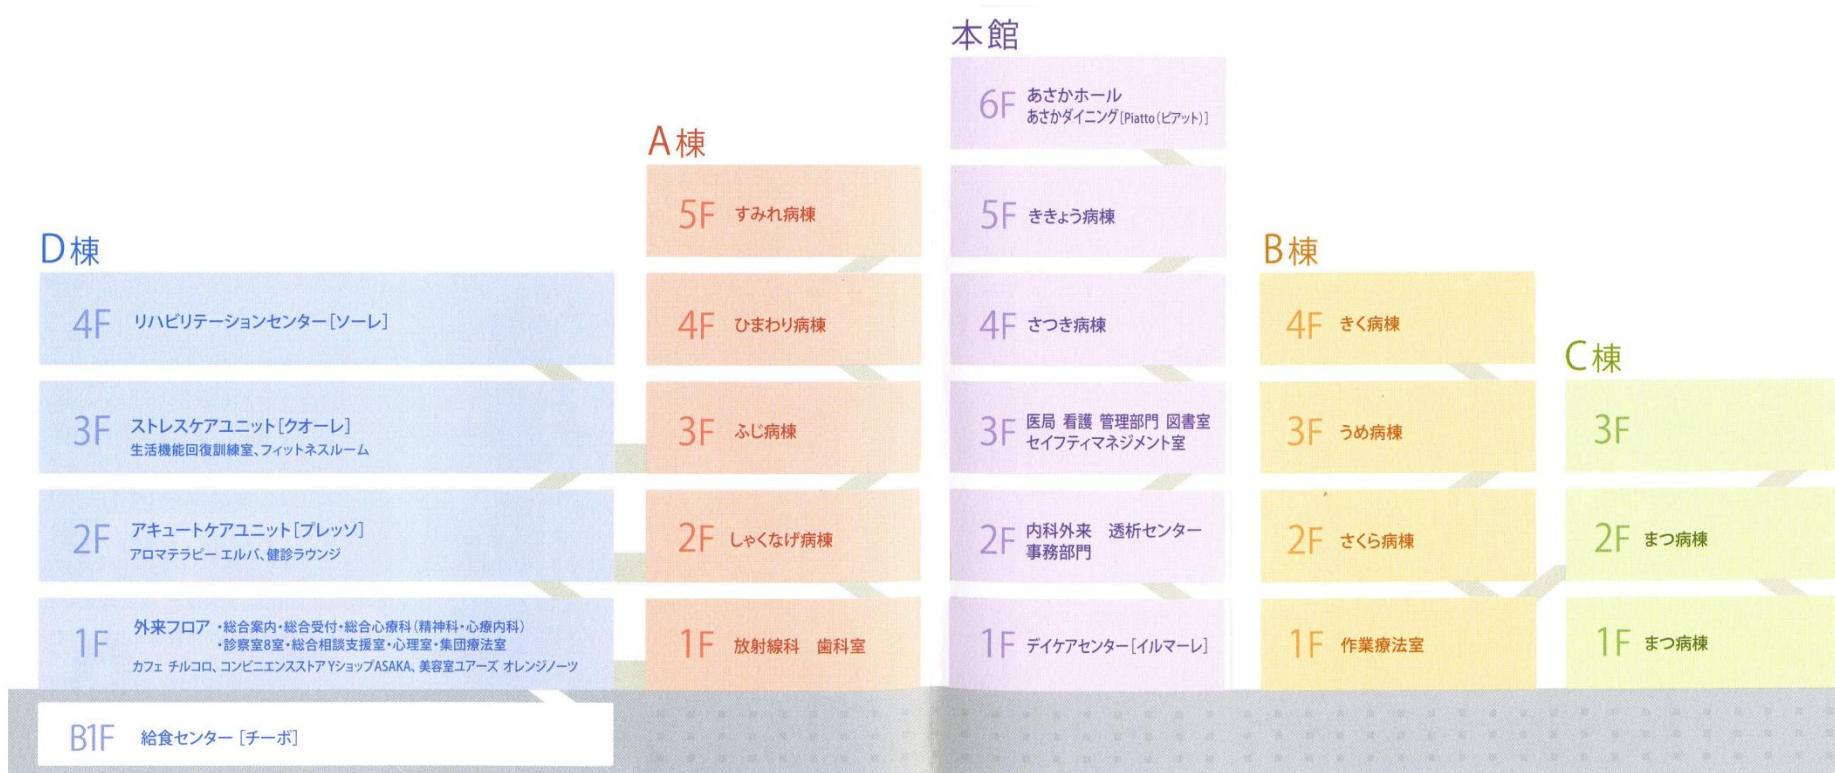 D棟
4F リハビリテーションセンター[ソーレ]
3F ストレスケアユニット[クオーレ]
生活機能回復訓練室、フィットネスルーム
2F アキュートケアユニット[プレッソ]
アロマテラピー エルバ、健診ラウンジ
1F 外来フロア ・総合案内・総合受付・総合心療科(精神科・心療内科)
・診察室8室・総合相談支援室・心理室・集団療法室
カフェ チルコロ、コンビニエンスストア YショップASAKA、美容室ユアーズ オレンジノーツ
B1F 給食センター [チーボ]
A棟
5F すみれ病棟
4F ひまわり病棟
3F ふじ病棟
2F しゃくなげ病棟
1F 放射線科 歯科室
本館
6F あさかホール
あさかダイニング[Piatto(ピアット)]
5F ききょう病棟
4F さつき病棟
3F 医局 看護 管理部門 図書室
セイフティマネジメント室
2F 内科外来 透析センター
事務部門
1F デイケアセンター[イルマーレ]
B棟
4F きく病棟
3F うめ病棟
2F さくら病棟
1F 作業療法室
C棟
3F
2F まつ病棟
1F まつ病棟